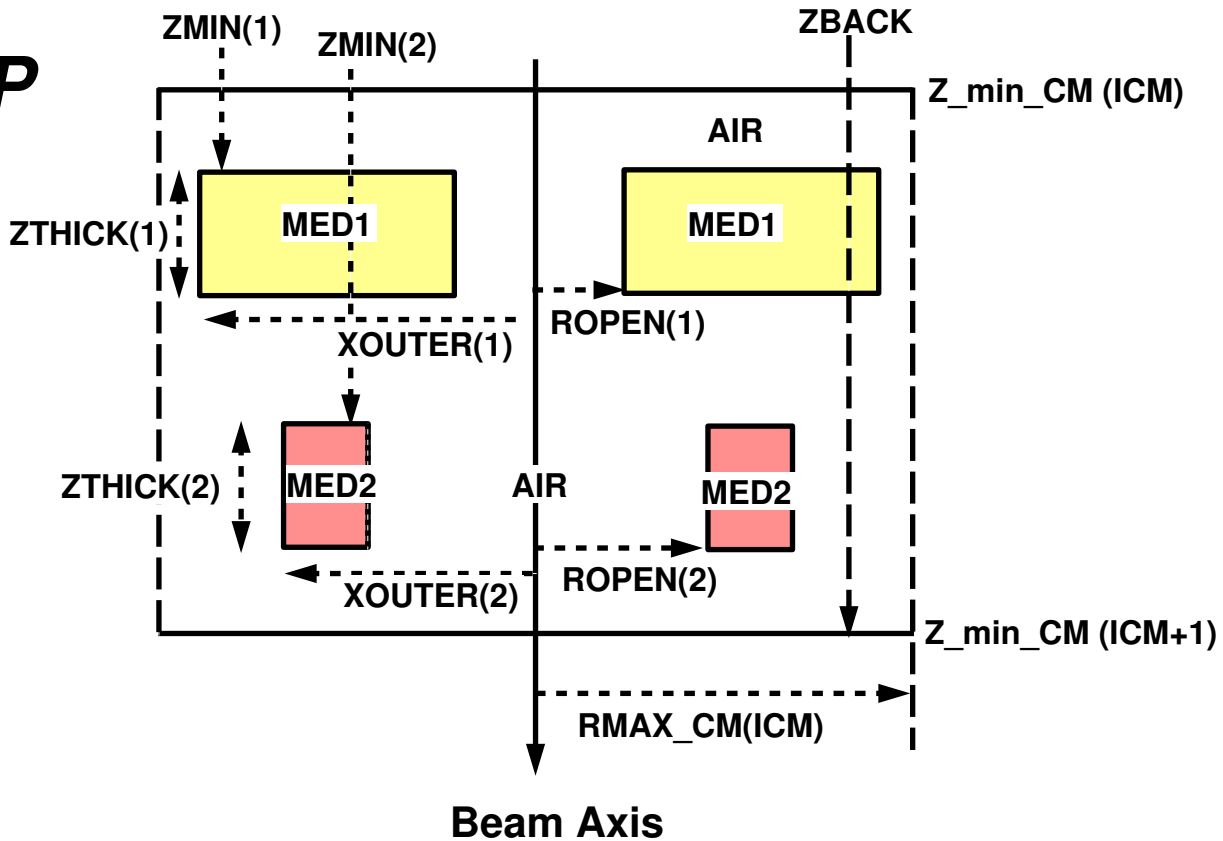 ZMIN(1)
ZMIN(2)
ZBACK
P
Z_min_CM (ICM)
AIR
MED1
MED1
ZTHICK(1)
ROPEN(1)
XOUTER(1)
ZTHICK(2)
MED2
AIR
MED2
ROPEN(2)
XOUTER(2)
Z_min_CM (ICM+1)
RMAX_CM(ICM)
Beam Axis